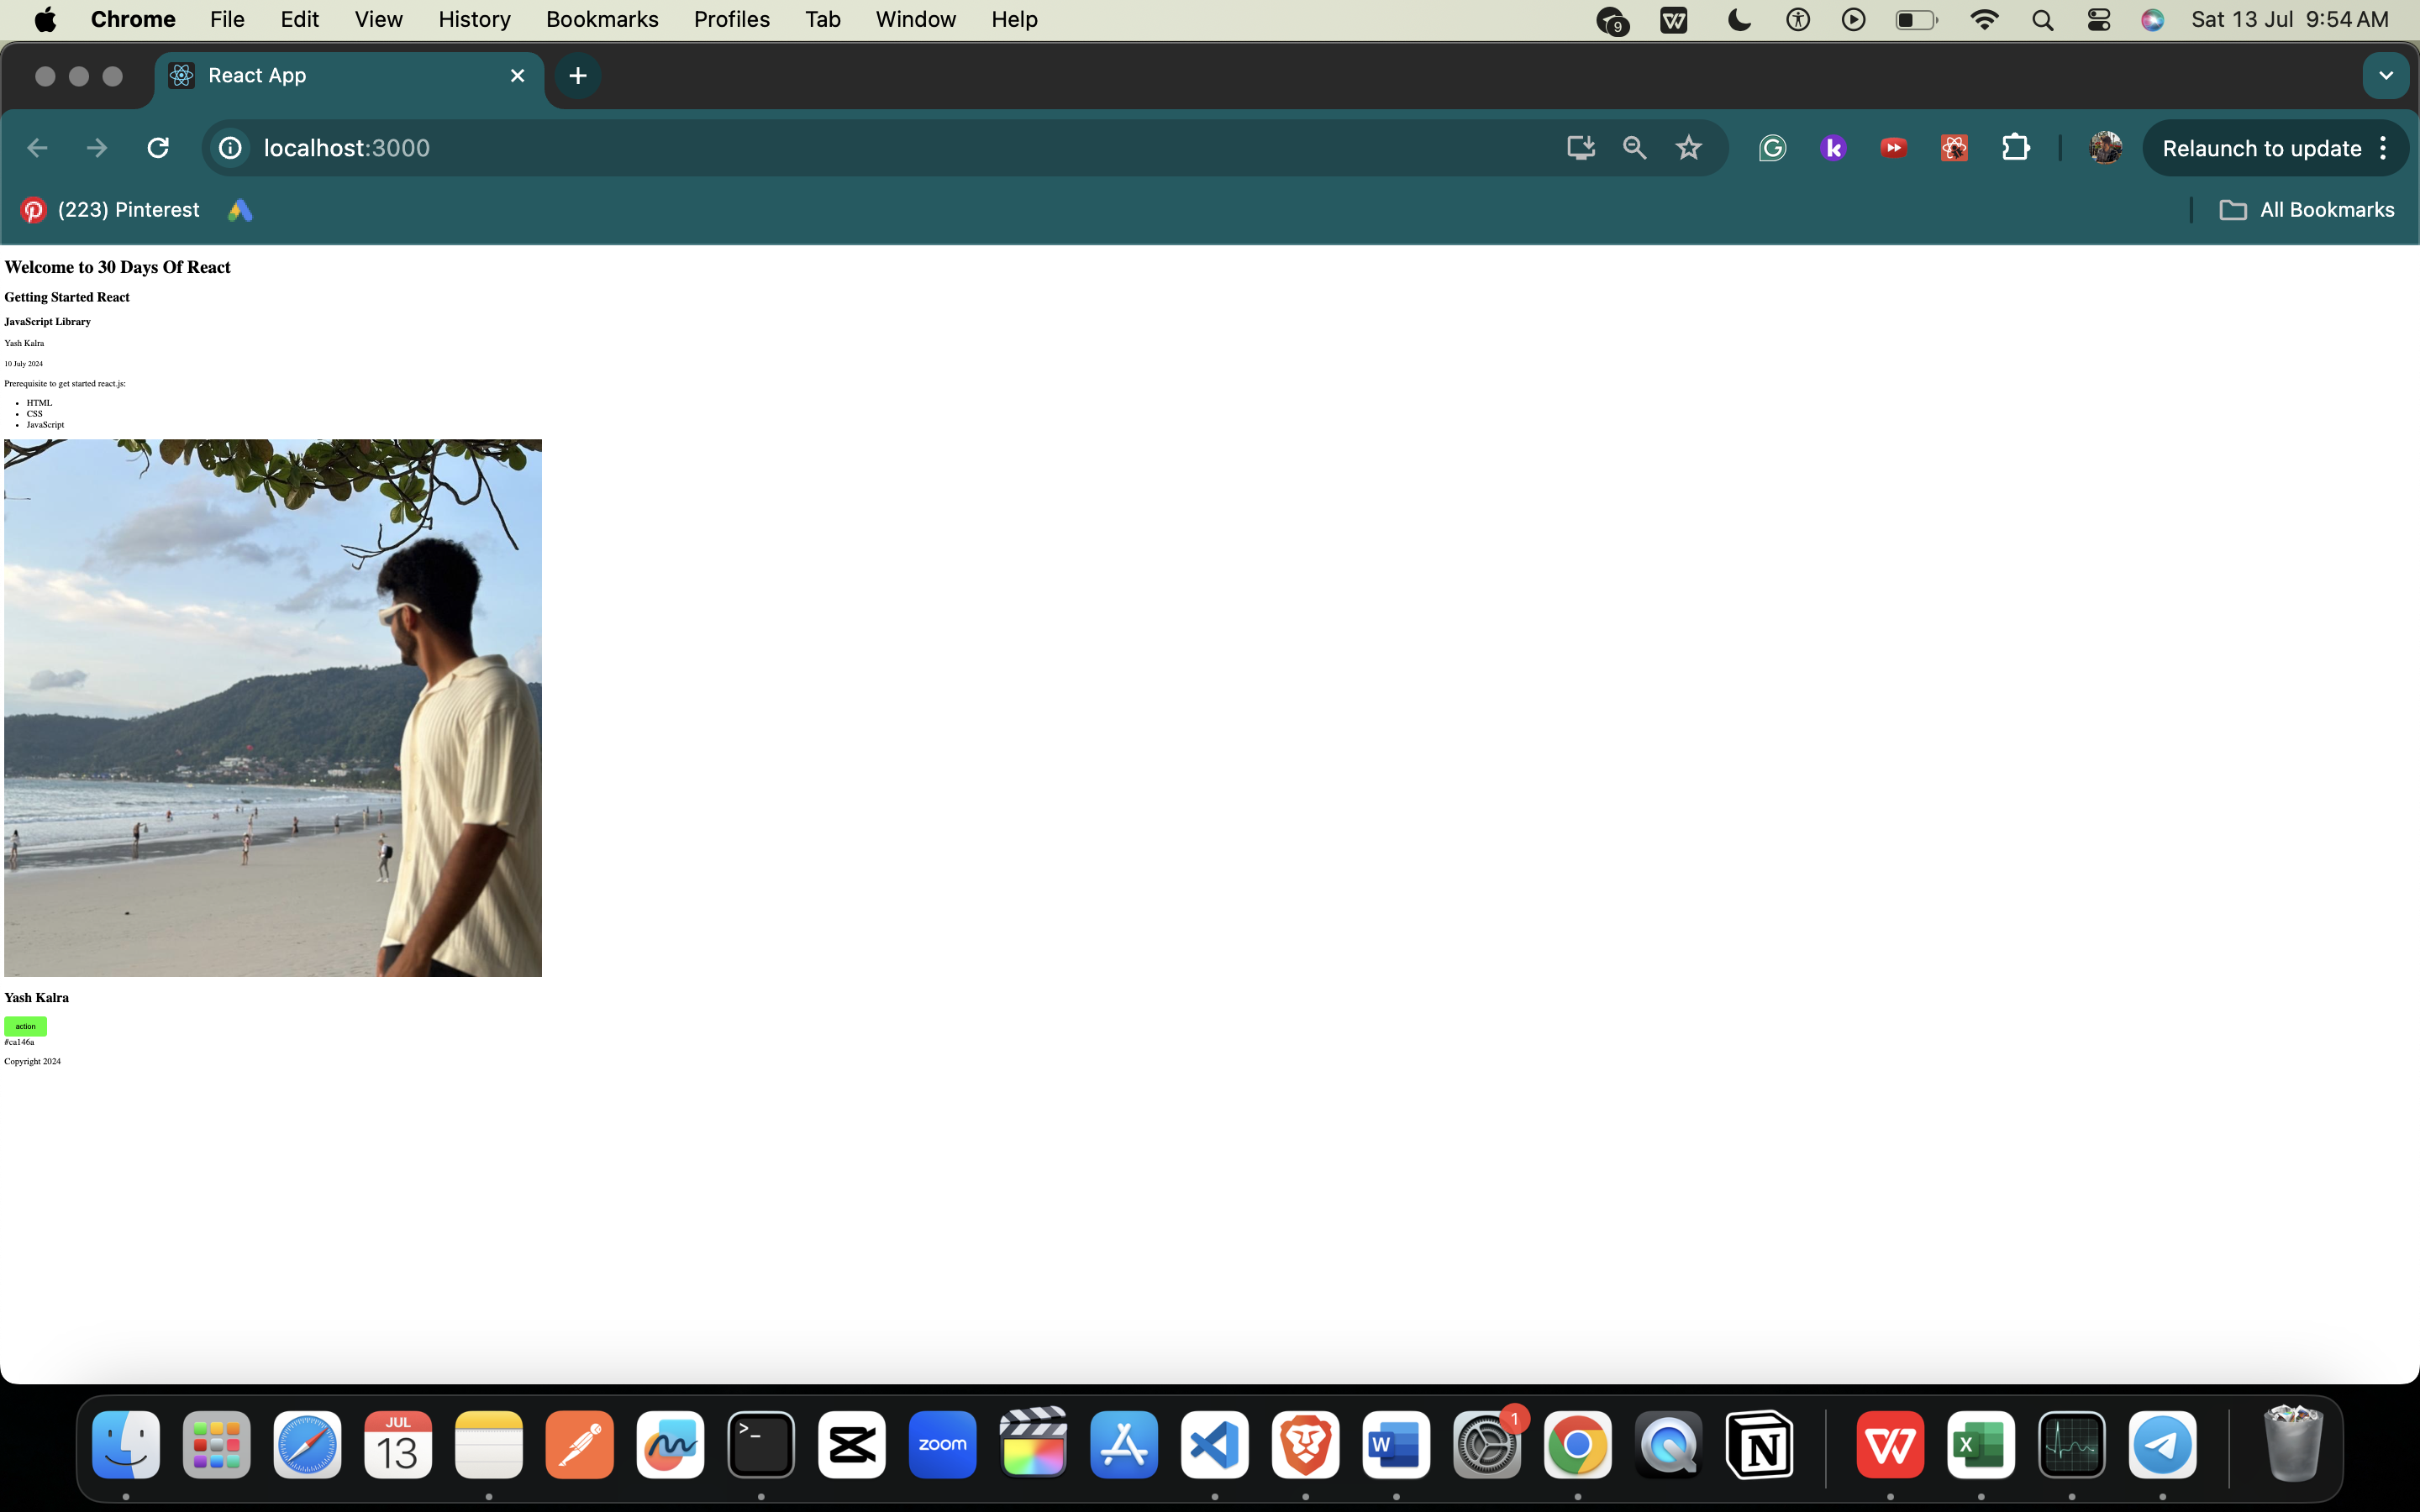 Chrome File Edit View History Bookmarks Profiles Tab Window Help 9 Sat 13 Jul 9:54 AM
React App
localhost:3000 Relaunch to update
(223) Pinterest All Bookmarks
Welcome to 30 Days Of React
Getting Started React
JavaScript Library
Yash Kalra
10 July 2024
Prerequisite to get started react.js:
HTML
CSS
JavaScript
Yash Kalra
action
#ca146a
Copyright 2024
JUL
13
>_
zoom
W
1
N
X